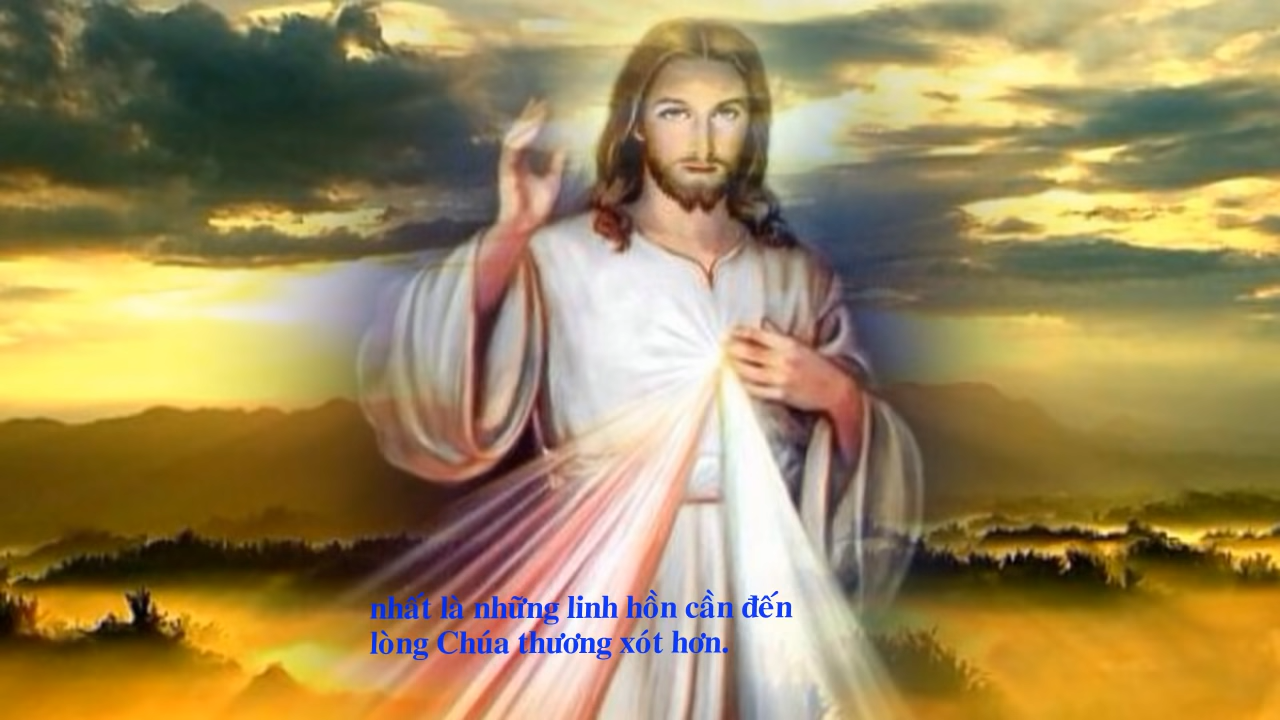 nhất là những linh hồn cần đến
lòng Chúa thương xót hơn.